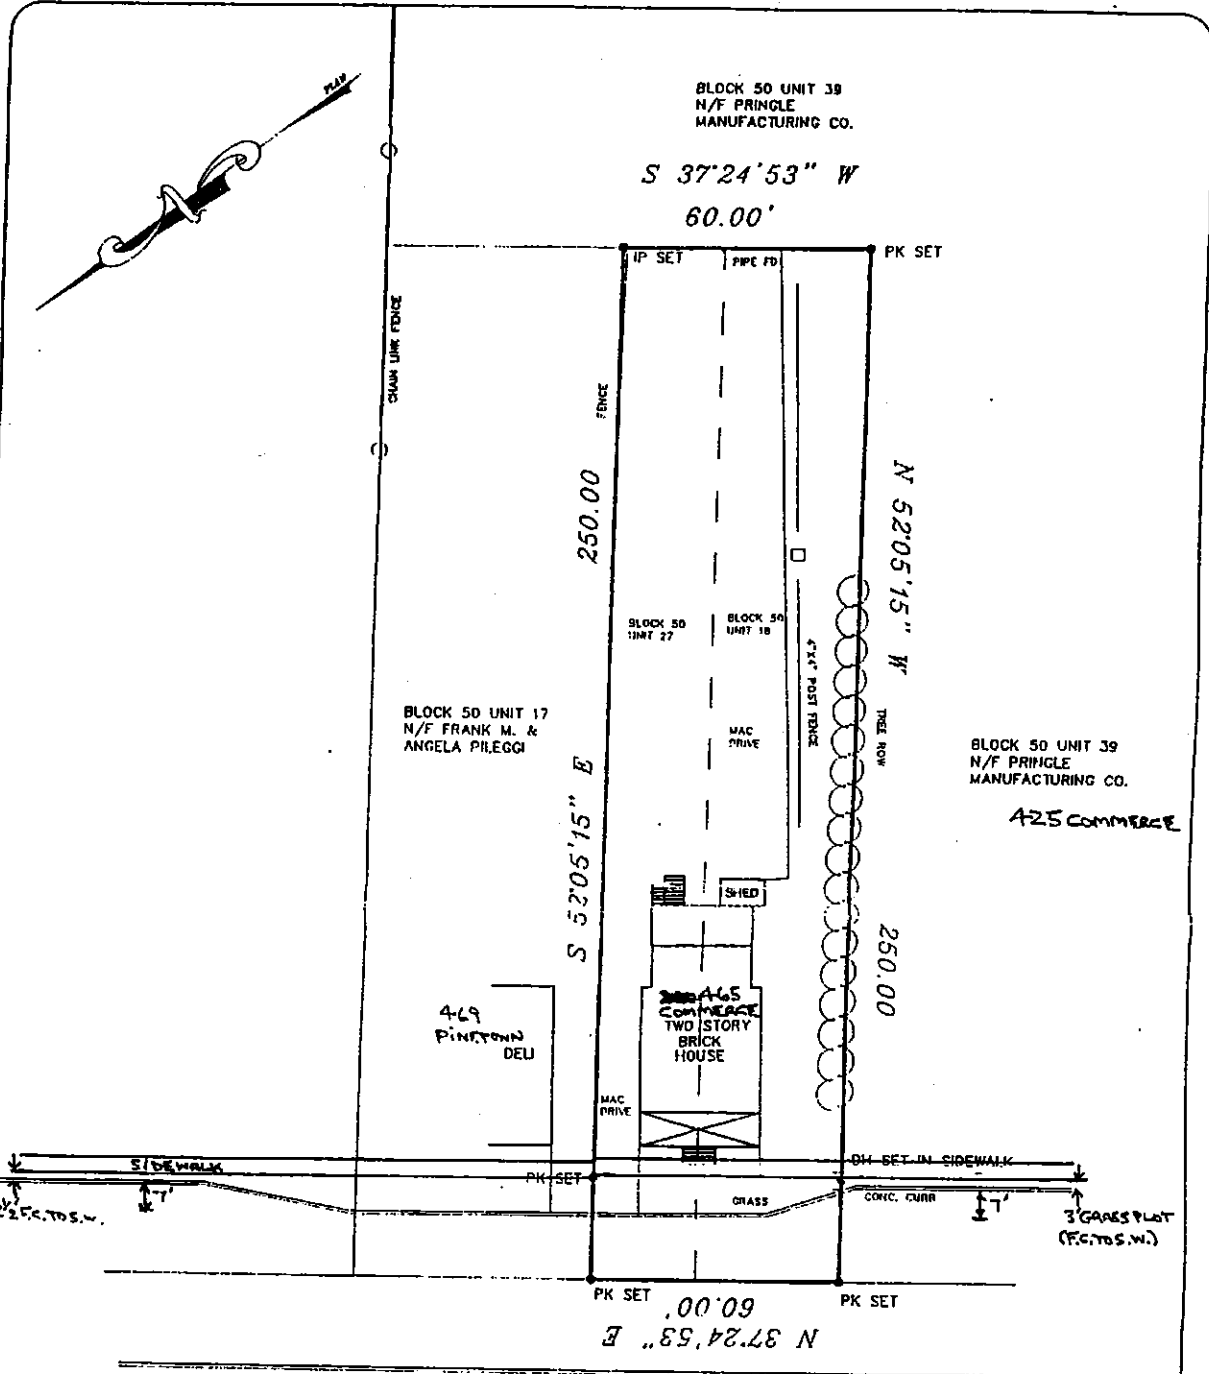 PLAN
BLOCK 50 UNIT 39
N/F PRINGLE
MANUFACTURING CO.
S 37°24'53" W
60.00'
IP SET
PIPE FD
PK SET
CHAIN LINK FENCE
FENCE
250.00
N 52°05'15" W
BLOCK 50
UNIT 27
BLOCK 50
UNIT 18
4"X4" POST FENCE
BLOCK 50 UNIT 17
N/F FRANK M. &
ANGELA PILEGGI
MAC
DRIVE
TREE ROW
BLOCK 50 UNIT 39
N/F PRINGLE
MANUFACTURING CO.
425 COMMERCE
S 52°05'15" E
SHED
250.00
465
COMMERCE
TWO STORY
BRICK
HOUSE
469
PINETOWN
DELI
MAC
DRIVE
SIDEWALK
DH SET IN SIDEWALK
PK SET
7'
GRASS
CONC. CURB
7'
F.C. TO S.W.
3' GRASS PLOT
(F.C. TO S.W.)
PK SET
PK SET
60.00'
N 37°24'53" E